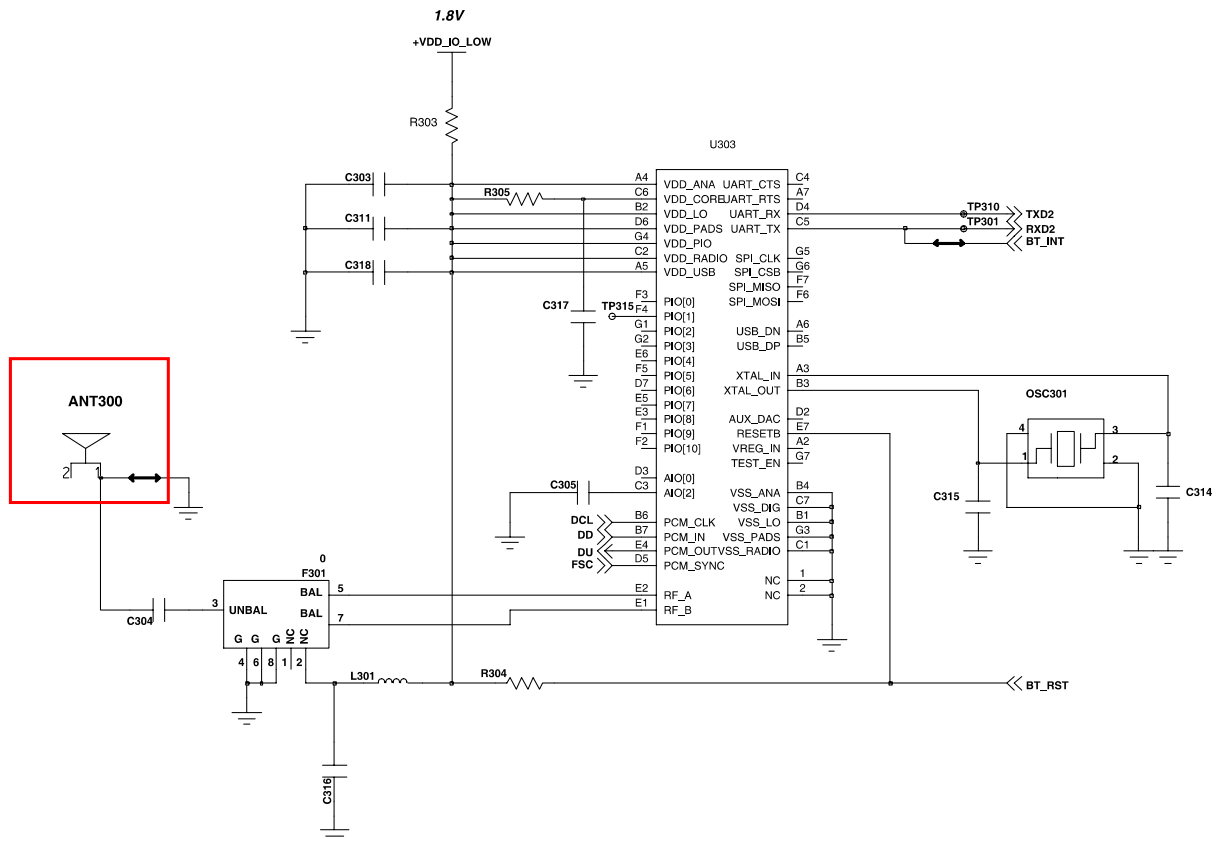 1.8V
+VDD_IO_LOW
R303
U303
C303
C311
C318
R305
C317
TP315
A4 VDD_ANA UART_CTS C4
C6 VDD_CORE UART_RTS A7
B2 VDD_LO UART_RX D4 TP310 TXD2
D6 VDD_PADS UART_TX C5 TP301 RXD2
G4 VDD_PIO BT_INT
C2 VDD_RADIO SPI_CLK G5
A5 VDD_USB SPI_CSB G6
SPI_MISO F7
F3 PIO[0] SPI_MOSI F6
F4 PIO[1]
G1 PIO[2] USB_DN A6
G2 PIO[3] USB_DP B5
E6 PIO[4]
F5 PIO[5] XTAL_IN A3
D7 PIO[6] XTAL_OUT B3
E5 PIO[7]
E3 PIO[8] AUX_DAC D2
F1 PIO[9] RESETB E7
F2 PIO[10] VREG_IN A2
TEST_EN G7
D3 AIO[0]
C305 C3 AIO[2] VSS_ANA B4
VSS_DIG C7
DCL B6 PCM_CLK VSS_LO B1
DD B7 PCM_IN VSS_PADS G3
DU E4 PCM_OUT VSS_RADIO C1
FSC D5 PCM_SYNC
NC 1
E2 RF_A NC 2
E1 RF_B
OSC301
4 3
1 2
C315
C314
ANT300
2 1
C304
0
F301
3 UNBAL BAL 5
BAL 7
G G G NC NC
4 6 8 1 2
L301
R304
BT_RST
C316